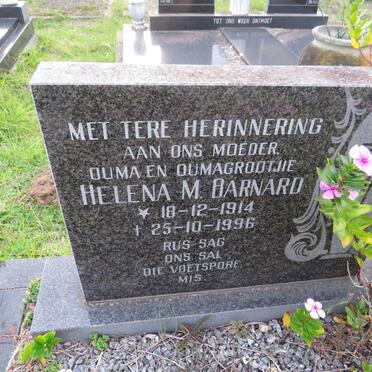 TOT ONS WEER ONTMOET
MET TERE HERINNERING
AAN ONS MOEDER
OUMA EN OUMAGROOTJIE
HELENA M. BARNARD
* 18-12-1914
† 25-10-1996
RUS SAG
ONS SAL
DIE VOETSPORE
MIS